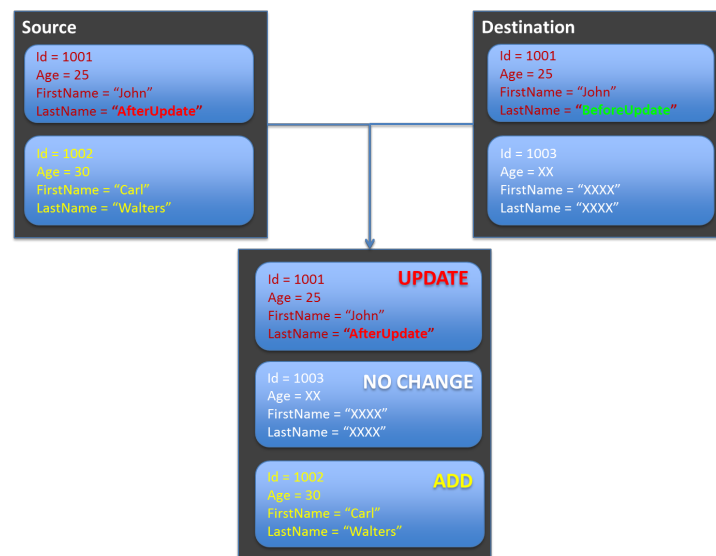 Source
Id = 1001
Age = 25
FirstName = “John”
LastName = “AfterUpdate”
Id = 1002
Age = 30
FirstName = “Carl”
LastName = “Walters”
Destination
Id = 1001
Age = 25
FirstName = “John”
LastName = “BeforeUpdate”
Id = 1003
Age = XX
FirstName = “XXXX”
LastName = “XXXX”
Id = 1001 UPDATE
Age = 25
FirstName = “John”
LastName = “AfterUpdate”
Id = 1003 NO CHANGE
Age = XX
FirstName = “XXXX”
LastName = “XXXX”
Id = 1002 ADD
Age = 30
FirstName = “Carl”
LastName = “Walters”